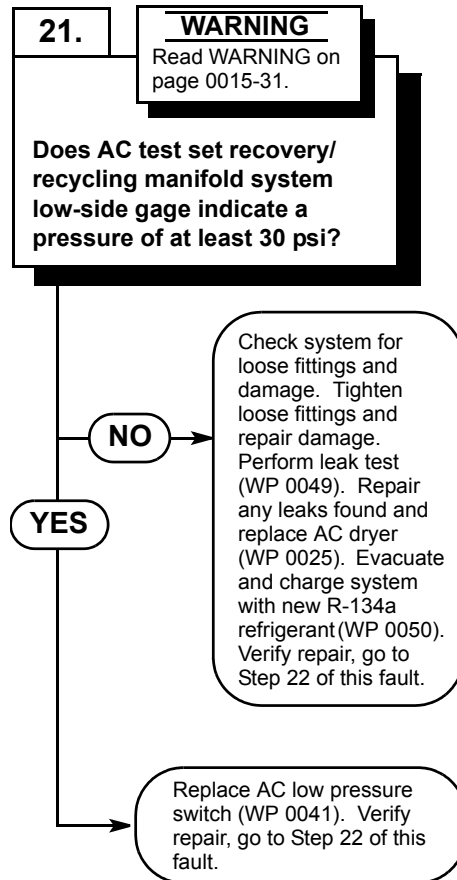 21.
WARNING
Read WARNING on
page 0015-31.
Does AC test set recovery/
recycling manifold system
low-side gage indicate a
pressure of at least 30 psi?
NO
Check system for
loose fittings and
damage. Tighten
loose fittings and
repair damage.
Perform leak test
(WP 0049). Repair
any leaks found and
replace AC dryer
(WP 0025). Evacuate
and charge system
with new R-134a
refrigerant (WP 0050).
Verify repair, go to
Step 22 of this fault.
YES
Replace AC low pressure
switch (WP 0041). Verify
repair, go to Step 22 of this
fault.